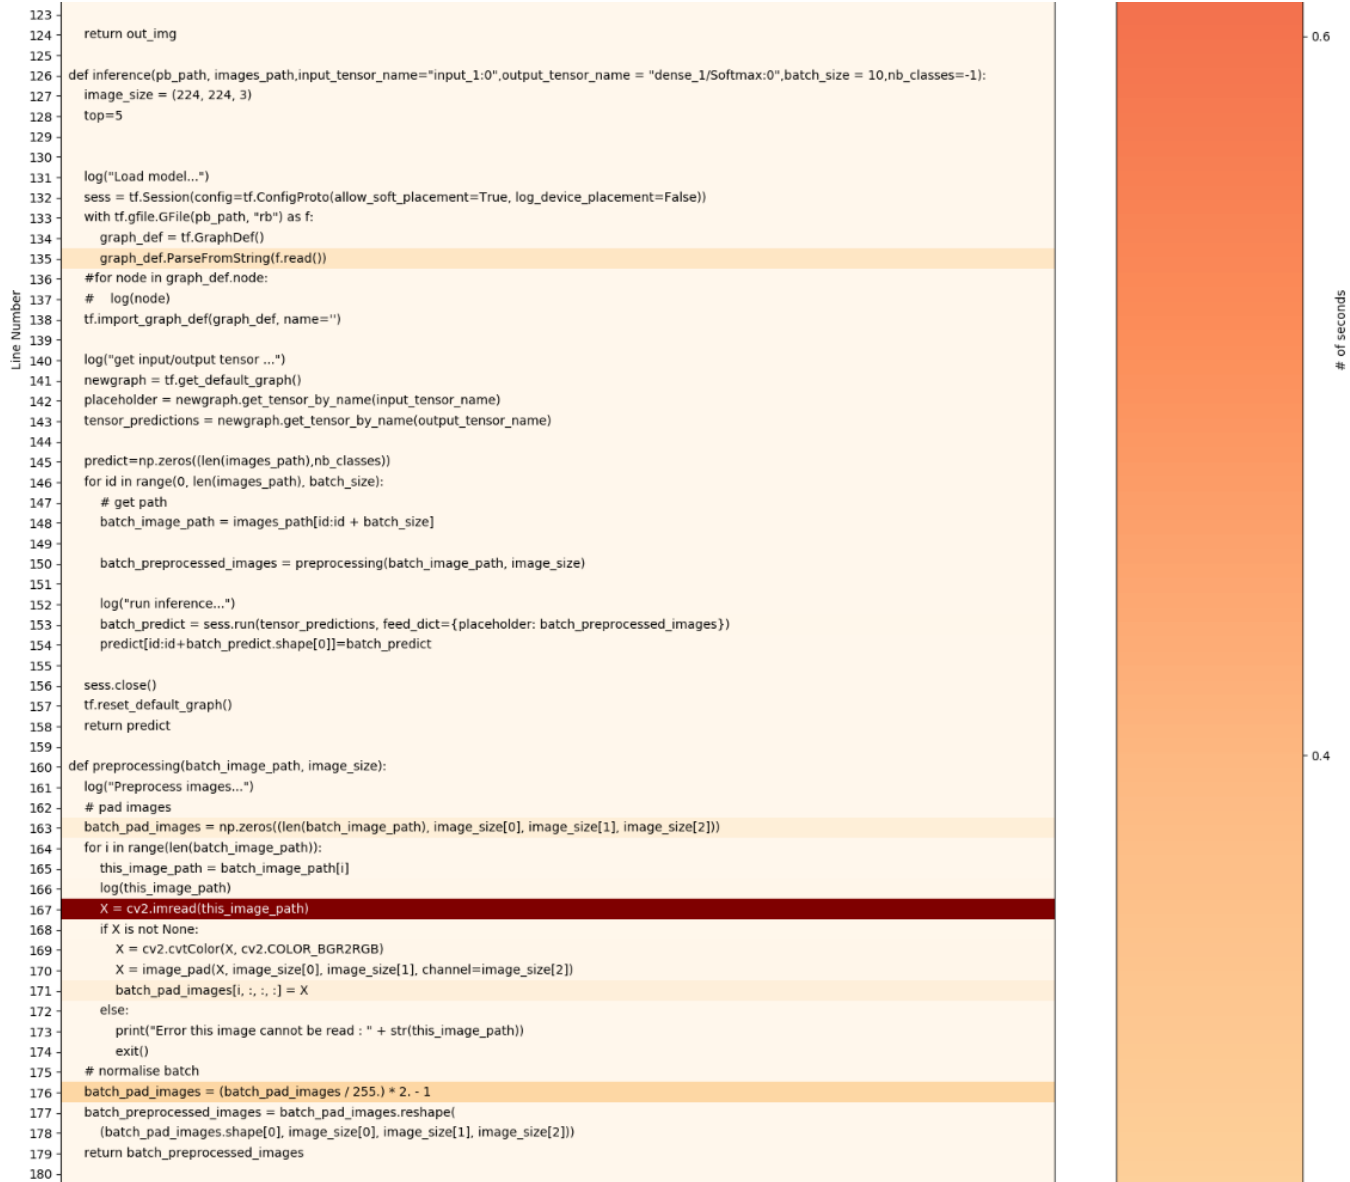 123
124 return out_img
125
126 def inference(pb_path, images_path,input_tensor_name="input_1:0",output_tensor_name = "dense_1/Softmax:0",batch_size = 10,nb_classes=-1):
127 image_size = (224, 224, 3)
128 top=5
129
130
131 log("Load model...")
132 sess = tf.Session(config=tf.ConfigProto(allow_soft_placement=True, log_device_placement=False))
133 with tf.gfile.GFile(pb_path, "rb") as f:
134 graph_def = tf.GraphDef()
135 graph_def.ParseFromString(f.read())
136 #for node in graph_def.node:
137 # log(node)
138 tf.import_graph_def(graph_def, name='')
139
140 log("get input/output tensor ...")
141 newgraph = tf.get_default_graph()
142 placeholder = newgraph.get_tensor_by_name(input_tensor_name)
143 tensor_predictions = newgraph.get_tensor_by_name(output_tensor_name)
144
145 predict=np.zeros((len(images_path),nb_classes))
146 for id in range(0, len(images_path), batch_size):
147 # get path
148 batch_image_path = images_path[id:id + batch_size]
149
150 batch_preprocessed_images = preprocessing(batch_image_path, image_size)
151
152 log("run inference...")
153 batch_predict = sess.run(tensor_predictions, feed_dict={placeholder: batch_preprocessed_images})
154 predict[id:id+batch_predict.shape[0]]=batch_predict
155
156 sess.close()
157 tf.reset_default_graph()
158 return predict
159
160 def preprocessing(batch_image_path, image_size):
161 log("Preprocess images...")
162 # pad images
163 batch_pad_images = np.zeros((len(batch_image_path), image_size[0], image_size[1], image_size[2]))
164 for i in range(len(batch_image_path)):
165 this_image_path = batch_image_path[i]
166 log(this_image_path)
167 X = cv2.imread(this_image_path)
168 if X is not None:
169 X = cv2.cvtColor(X, cv2.COLOR_BGR2RGB)
170 X = image_pad(X, image_size[0], image_size[1], channel=image_size[2])
171 batch_pad_images[i, :, :, :] = X
172 else:
173 print("Error this image cannot be read : " + str(this_image_path))
174 exit()
175 # normalise batch
176 batch_pad_images = (batch_pad_images / 255.) * 2. - 1
177 batch_preprocessed_images = batch_pad_images.reshape(
178 (batch_pad_images.shape[0], image_size[0], image_size[1], image_size[2]))
179 return batch_preprocessed_images
180
Line Number
0.6
0.4
# of seconds